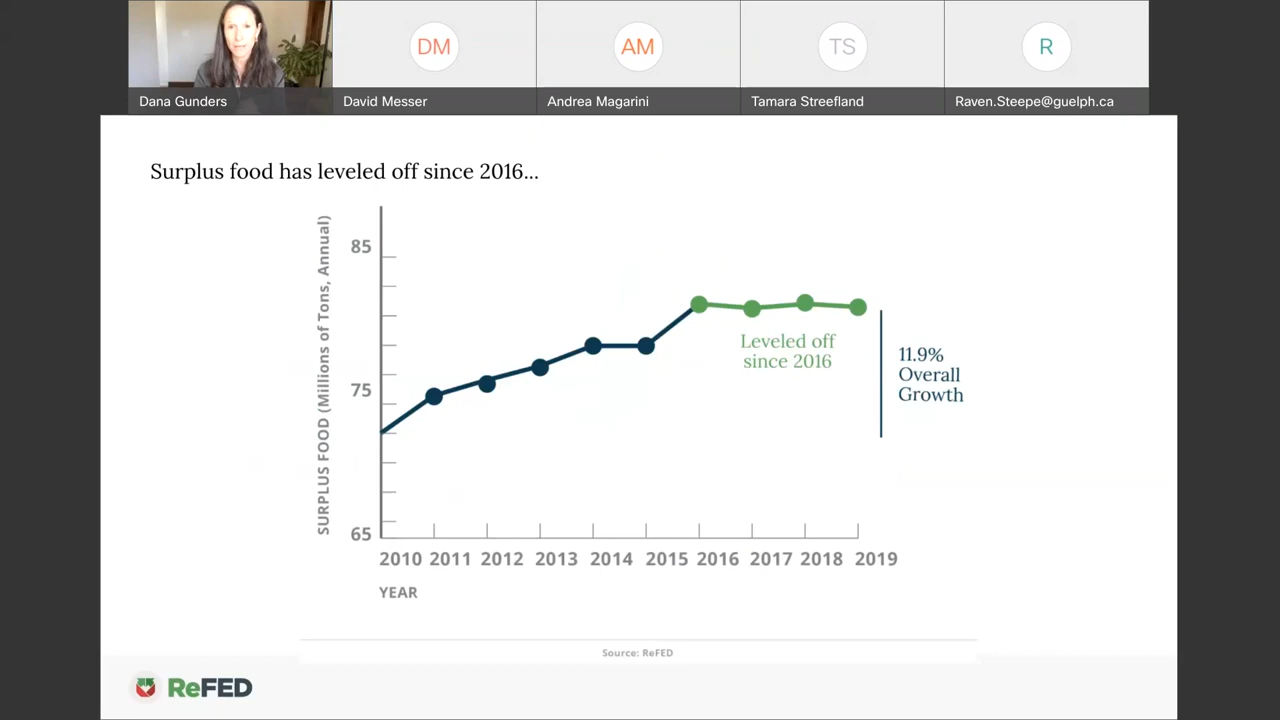 DM
AM
TS
R
Dana Gunders
David Messer
Andrea Magarini
Tamara Streefland
Raven.Steepe@guelph.ca
Surplus food has leveled off since 2016...
SURPLUS FOOD (Millions of Tons, Annual)
85
75
65
Leveled off
since 2016
11.9%
Overall
Growth
2010 2011 2012 2013 2014 2015 2016 2017 2018 2019
YEAR
Source: ReFED
ReFED